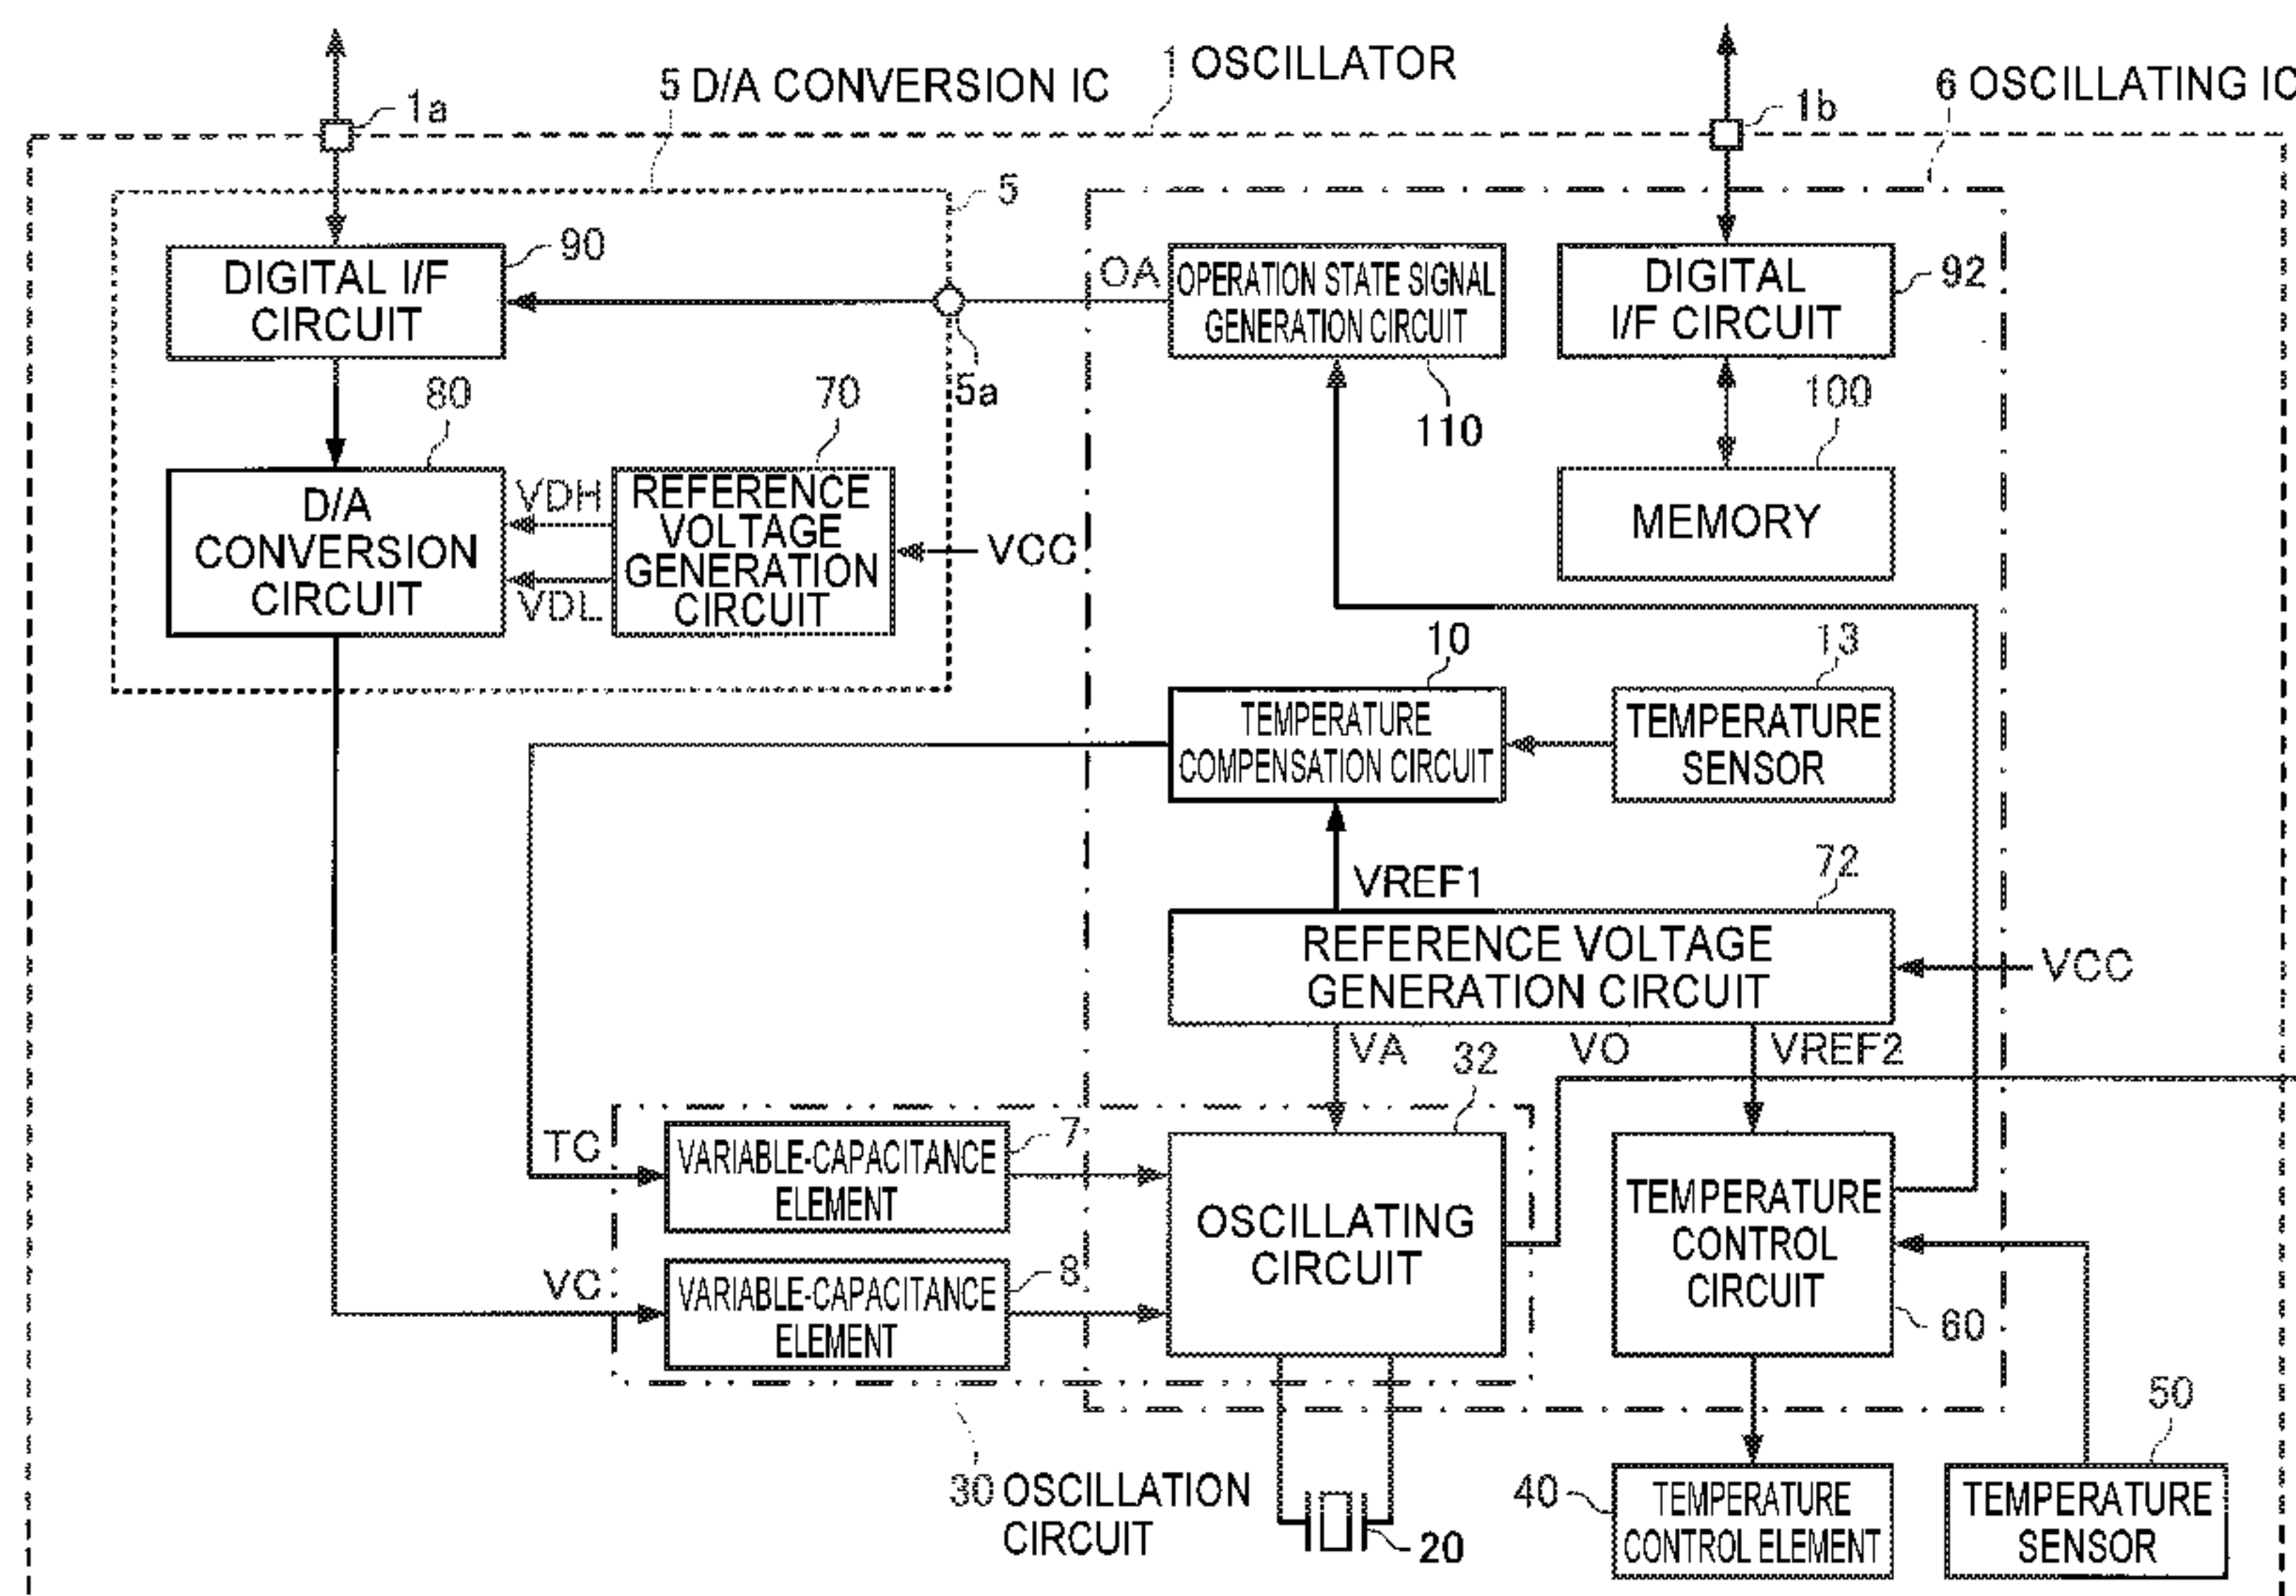 1 OSCILLATOR
5 D/A CONVERSION IC
6 OSCILLATING IC
1a
1b
5
90
DIGITAL I/F
CIRCUIT
OA
OPERATION STATE SIGNAL
GENERATION CIRCUIT
DIGITAL
I/F CIRCUIT
92
5a
110
80
70
100
D/A
CONVERSION
CIRCUIT
VDH
VDL
REFERENCE
VOLTAGE
GENERATION
CIRCUIT
VCC
MEMORY
10
13
TEMPERATURE
COMPENSATION CIRCUIT
TEMPERATURE
SENSOR
VREF1
72
REFERENCE VOLTAGE
GENERATION CIRCUIT
VCC
VA
32
VO
VREF2
TC
VARIABLE-CAPACITANCE
ELEMENT
7
OSCILLATING
CIRCUIT
TEMPERATURE
CONTROL
CIRCUIT
VC
VARIABLE-CAPACITANCE
ELEMENT
8
60
50
30 OSCILLATION
CIRCUIT
20
40
TEMPERATURE
CONTROL ELEMENT
TEMPERATURE
SENSOR